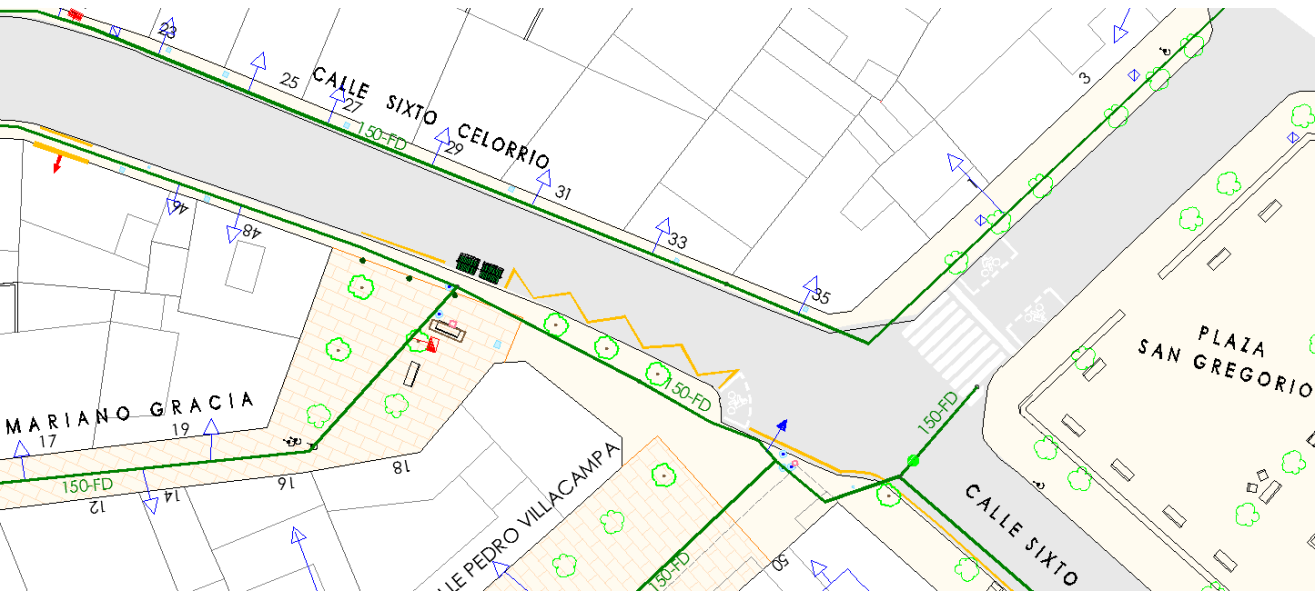 23
25
CALLE SIXTO CELORRIO
27
150-FD
29
31
33
35
3
1
46
48
PLAZA
SAN GREGORIO
MARIANO GRACIA
17
19
150-FD
12
14
16
18
150-FD
150-FD
LLE PEDRO VILLACAMPA
150-FD
50
CALLE SIXTO